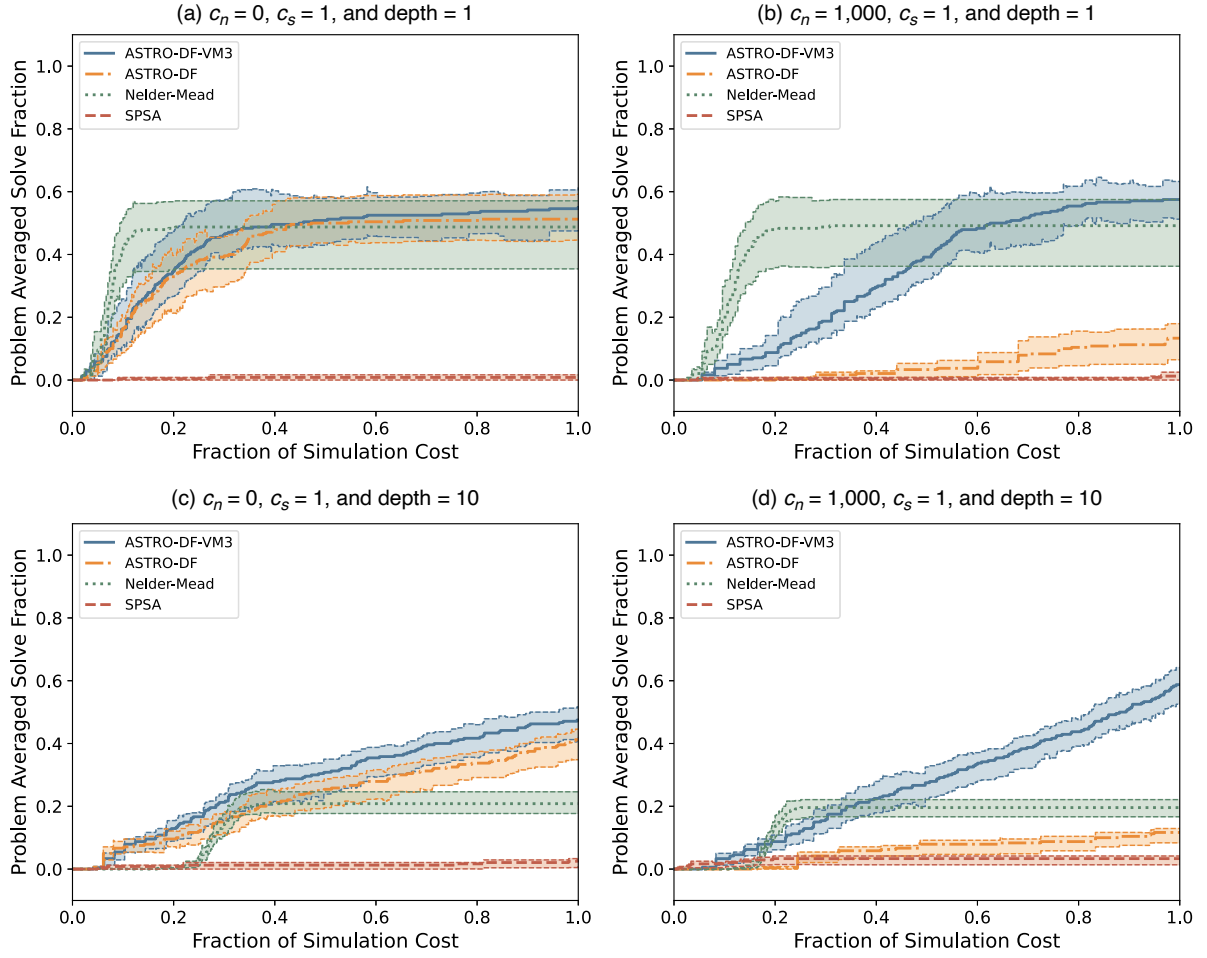 (a) cₙ = 0, cₛ = 1, and depth = 1
Problem Averaged Solve Fraction
1.0
0.8
0.6
0.4
0.2
0.0
ASTRO-DF-VM3
ASTRO-DF
Nelder-Mead
SPSA
0.0 0.2 0.4 0.6 0.8 1.0
Fraction of Simulation Cost
(b) cₙ = 1,000, cₛ = 1, and depth = 1
Problem Averaged Solve Fraction
1.0
0.8
0.6
0.4
0.2
0.0
ASTRO-DF-VM3
ASTRO-DF
Nelder-Mead
SPSA
0.0 0.2 0.4 0.6 0.8 1.0
Fraction of Simulation Cost
(c) cₙ = 0, cₛ = 1, and depth = 10
Problem Averaged Solve Fraction
1.0
0.8
0.6
0.4
0.2
0.0
ASTRO-DF-VM3
ASTRO-DF
Nelder-Mead
SPSA
0.0 0.2 0.4 0.6 0.8 1.0
Fraction of Simulation Cost
(d) cₙ = 1,000, cₛ = 1, and depth = 10
Problem Averaged Solve Fraction
1.0
0.8
0.6
0.4
0.2
0.0
ASTRO-DF-VM3
ASTRO-DF
Nelder-Mead
SPSA
0.0 0.2 0.4 0.6 0.8 1.0
Fraction of Simulation Cost